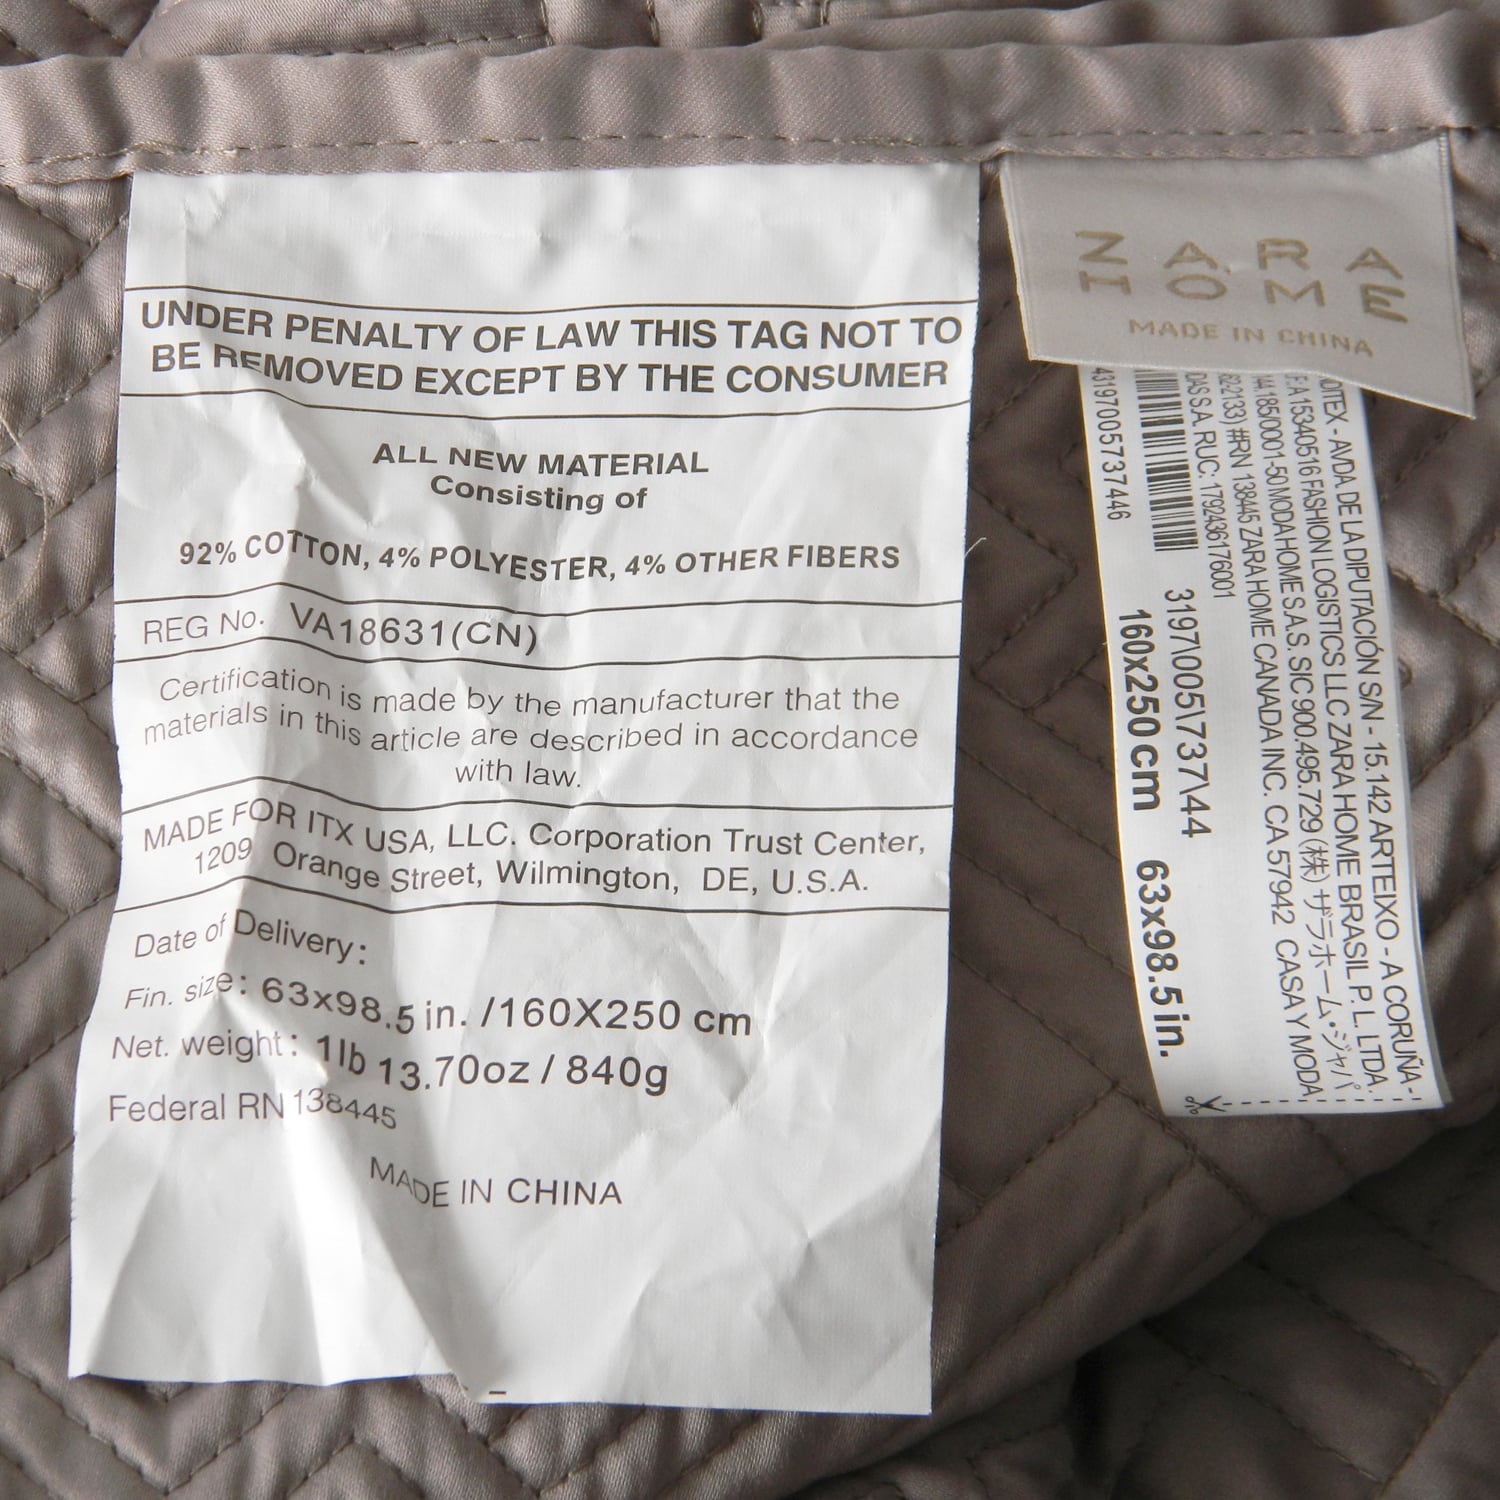 UNDER PENALTY OF LAW THIS TAG NOT TO
BE REMOVED EXCEPT BY THE CONSUMER
ALL NEW MATERIAL
Consisting of
92% COTTON, 4% POLYESTER, 4% OTHER FIBERS
REG No. VA18631(CN)
Certification is made by the manufacturer that the
materials in this article are described in accordance
with law.
MADE FOR ITX USA, LLC. Corporation Trust Center,
1209 Orange Street, Wilmington, DE, U.S.A.
Date of Delivery:
Fin. size: 63x98.5 in. /160X250 cm
Net. weight: 1lb 13.70oz / 840g
Federal RN 138445
MADE IN CHINA
ZARA
HOME
MADE IN CHINA
NDITEX - AVDA. DE LA DIPUTACIÓN S/N - 15.142 ARTEIXO - A CORUÑA -
15340516 FASHION LOGISTICS LLC ZARA HOME BRASIL P. L. LTDA.
185/0001-50 MODA HOME S.A.S. SIC 900.495.729 (株) ザラホーム・ジャパ
#RN 13845 ZARA HOME CANADA INC. CA 57942 CASA Y MODA
S.A. RUC: 1792436176001
3197\005\737\44
160x250 cm 63x98.5 in.
4319700573​7446